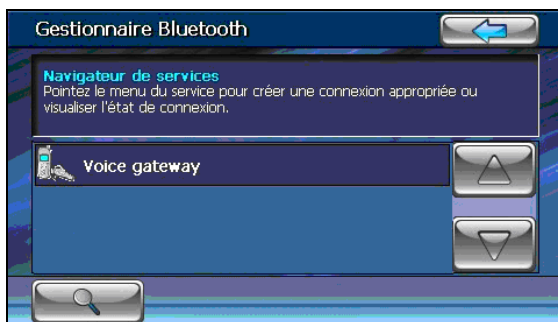 Gestionnaire Bluetooth
Navigateur de services
Pointez le menu du service pour créer une connexion appropriée ou
visualiser l'état de connexion.
Voice gateway